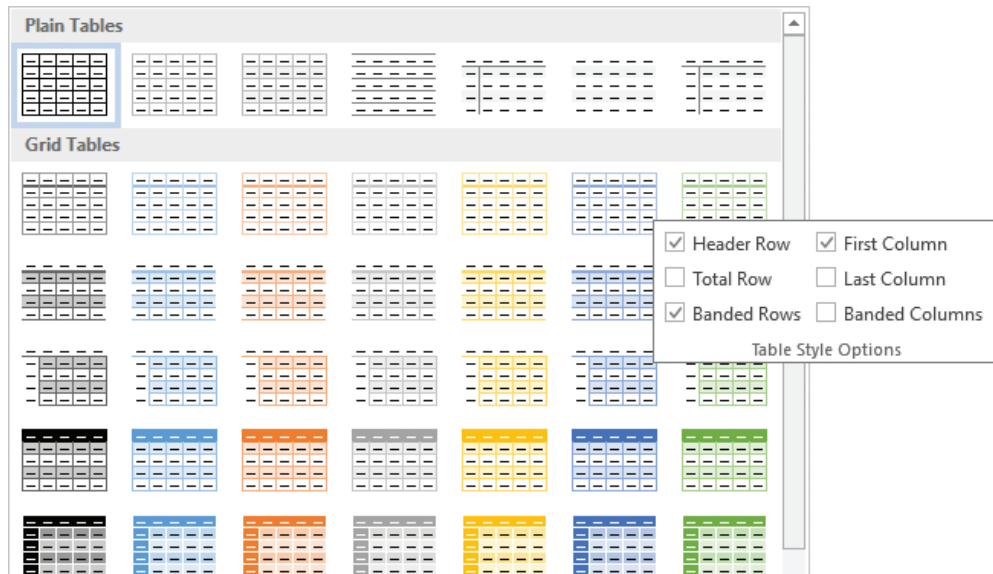 Plain Tables
Grid Tables
Header Row First Column
Total Row Last Column
Banded Rows Banded Columns
Table Style Options